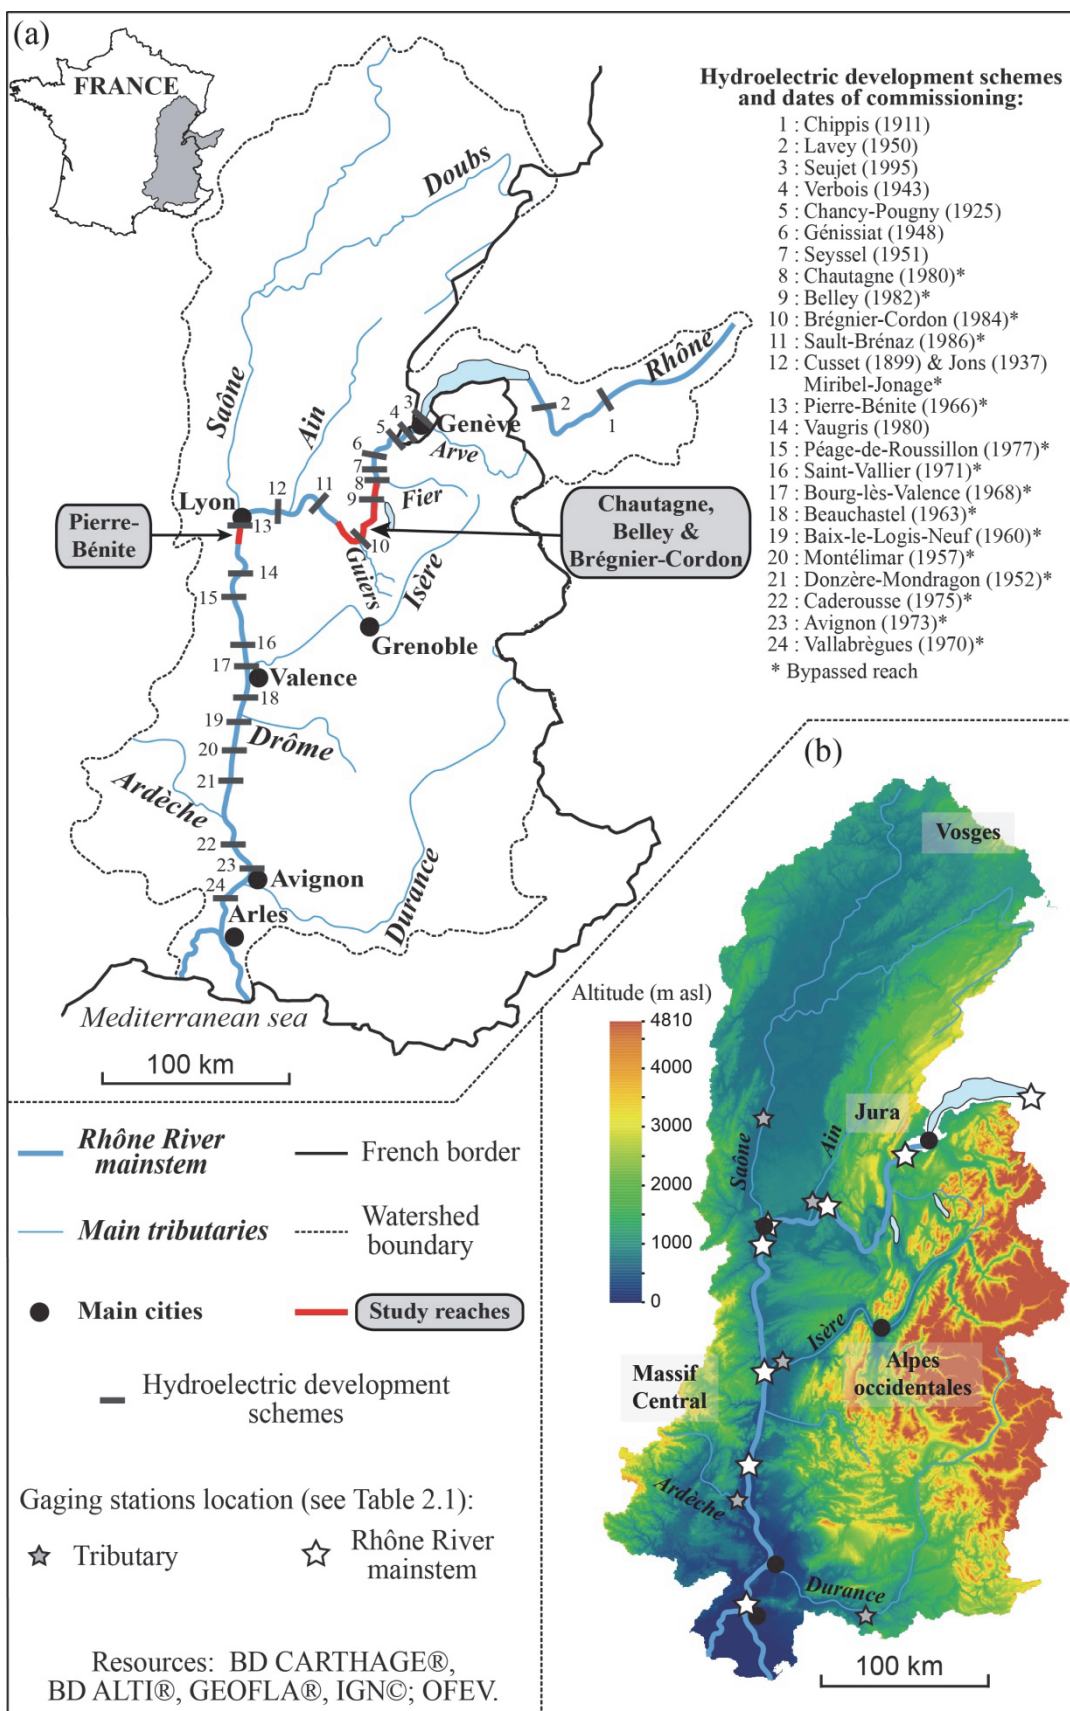 (a)
FRANCE
Hydroelectric development schemes
and dates of commissioning:
1 : Chippis (1911)
2 : Lavey (1950)
3 : Seujet (1995)
4 : Verbois (1943)
5 : Chancy-Pougny (1925)
6 : Génissiat (1948)
7 : Seyssel (1951)
8 : Chautagne (1980)*
9 : Belley (1982)*
10 : Brégnier-Cordon (1984)*
11 : Sault-Brénaz (1986)*
12 : Cusset (1899) & Jons (1937)
Miribel-Jonage*
13 : Pierre-Bénite (1966)*
14 : Vaugris (1980)
15 : Péage-de-Roussillon (1977)*
16 : Saint-Vallier (1971)*
17 : Bourg-lès-Valence (1968)*
18 : Beauchastel (1963)*
19 : Baix-le-Logis-Neuf (1960)*
20 : Montélimar (1957)*
21 : Donzère-Mondragon (1952)*
22 : Caderousse (1975)*
23 : Avignon (1973)*
24 : Vallabrègues (1970)*
* Bypassed reach
Doubs
Saône
Ain
Rhône
Genève
Arve
Fier
Lyon
Guiers
Isère
Grenoble
Valence
Drôme
Ardèche
Durance
Avignon
Arles
Mediterranean sea
1
2
3
4
5
6
7
8
9
10
11
12
13
14
15
16
17
18
19
20
21
22
23
24
Pierre-
Bénite
Chautagne,
Belley &
Brégnier-Cordon
100 km
(b)
Vosges
Altitude (m asl)
4810
4000
3000
2000
1000
0
Jura
Saône
Ain
Isère
Alpes
occidentales
Massif
Central
Ardèche
Durance
100 km
Rhône River
mainstem
French border
Main tributaries
Watershed
boundary
Main cities
Study reaches
Hydroelectric development
schemes
Gaging stations location (see Table 2.1):
Tributary
Rhône River
mainstem
Resources: BD CARTHAGE®,
BD ALTI®, GEOFLA®, IGN©; OFEV.